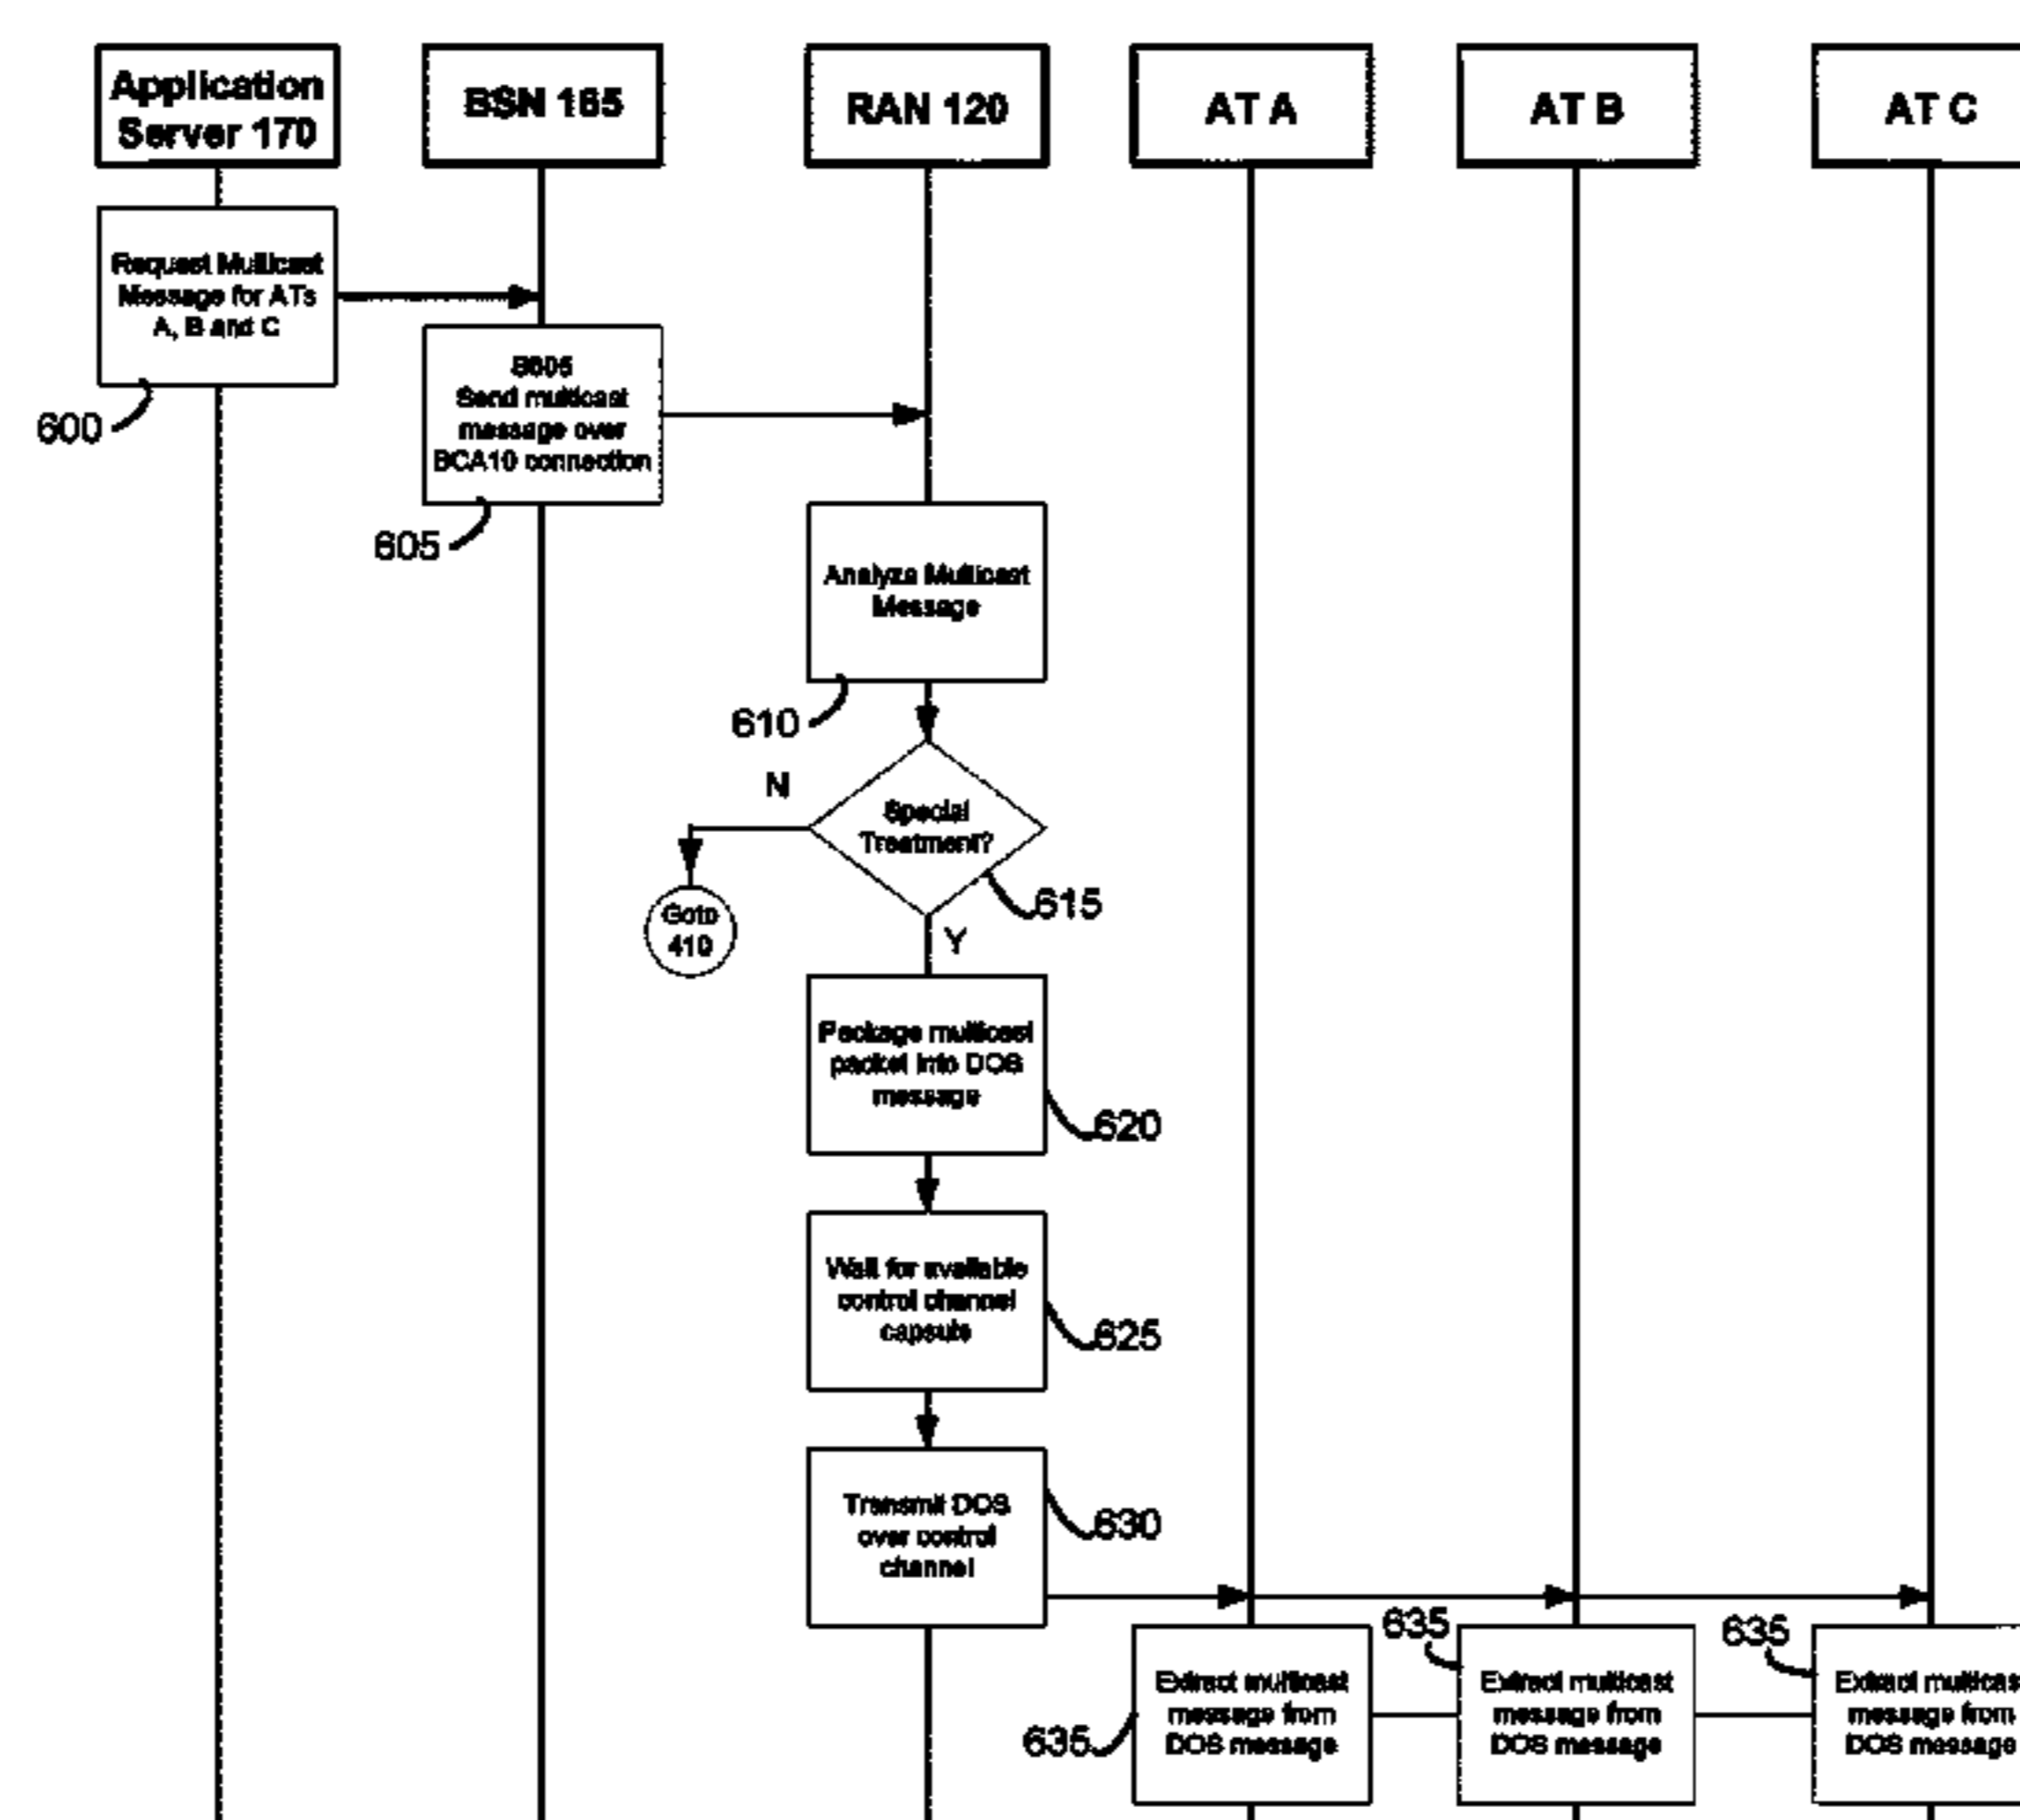 Application
Server 170
BSN 165
RAN 120
AT A
AT B
AT C
Request Multicast
Message for ATs
A, B and C
600
S605
Send multicast
message over
BCA10 connection
605
Analyze Multicast
Message
610
Special
Treatment?
N
615
Goto
410
Y
Package multicast
packet into DOS
message
620
Wait for available
control channel
capsule
625
Transmit DOS
over control
channel
630
Extract multicast
message from
DOS message
635
Extract multicast
message from
DOS message
635
Extract multicas
message from
DOS message
635